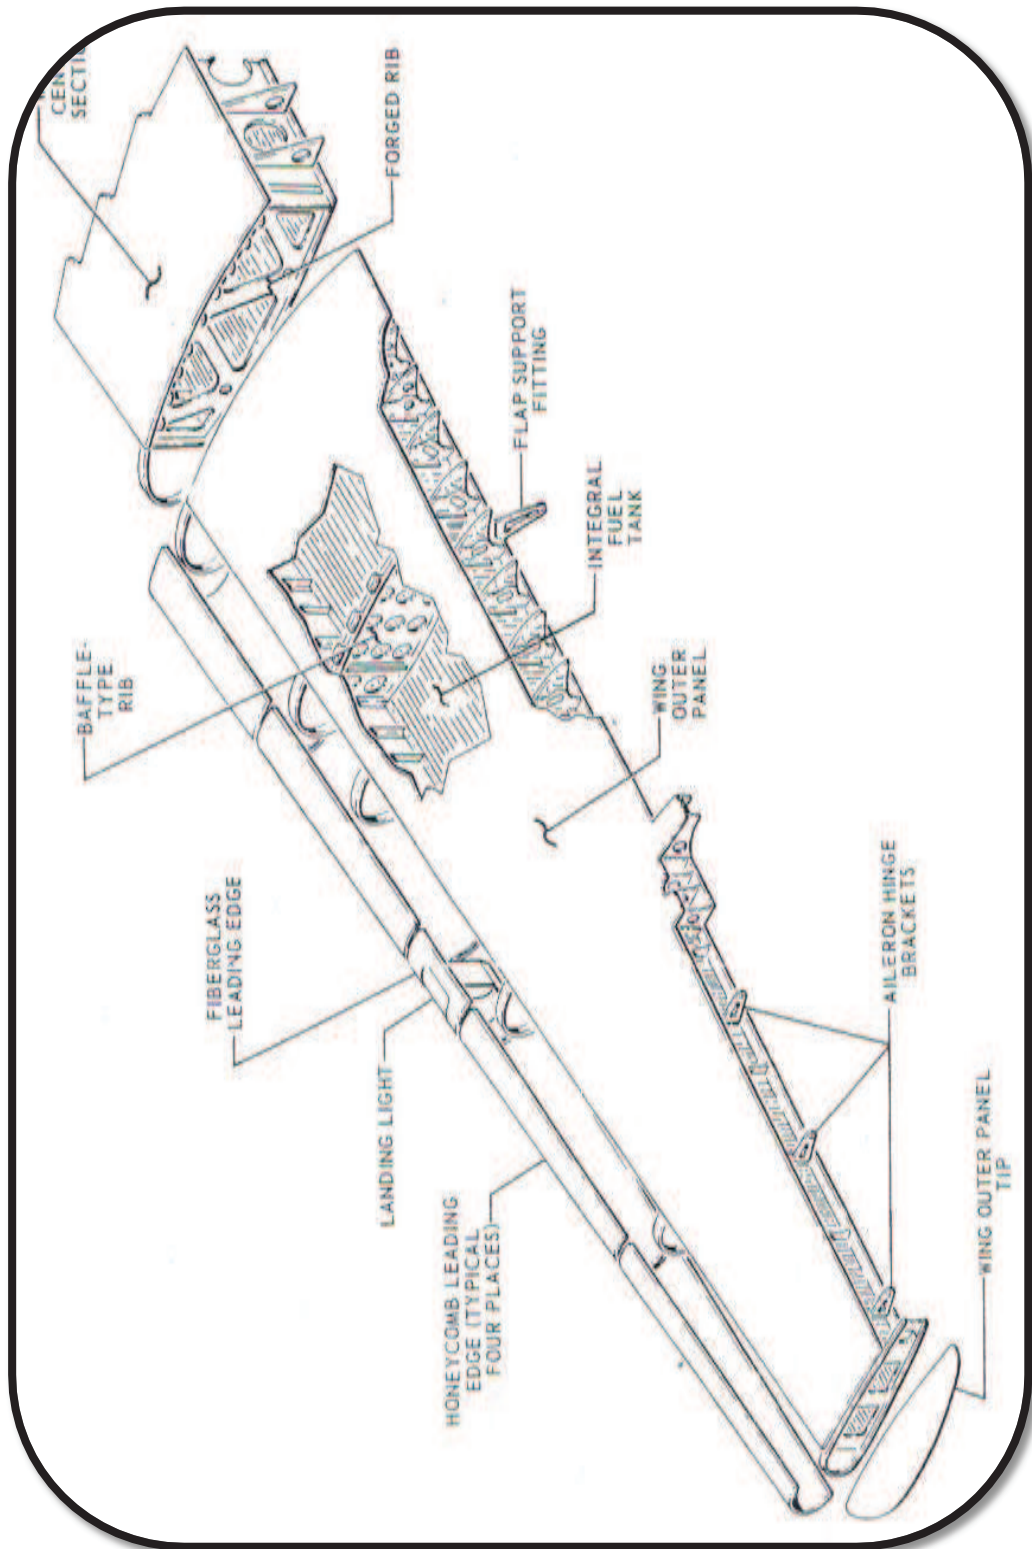 SECTI
FORGED RIB
FLAP SUPPORT
FITTING
INTEGRAL
FUEL
TANK
BAFFLE-
TYPE
RIB
WING
OUTER
PANEL
FIBERGLASS
LEADING EDGE
LANDING LIGHT
HONEYCOMB LEADING
EDGE (TYPICAL
FOUR PLACES)
AILERON HINGE
BRACKETS
WING OUTER PANEL
TIP